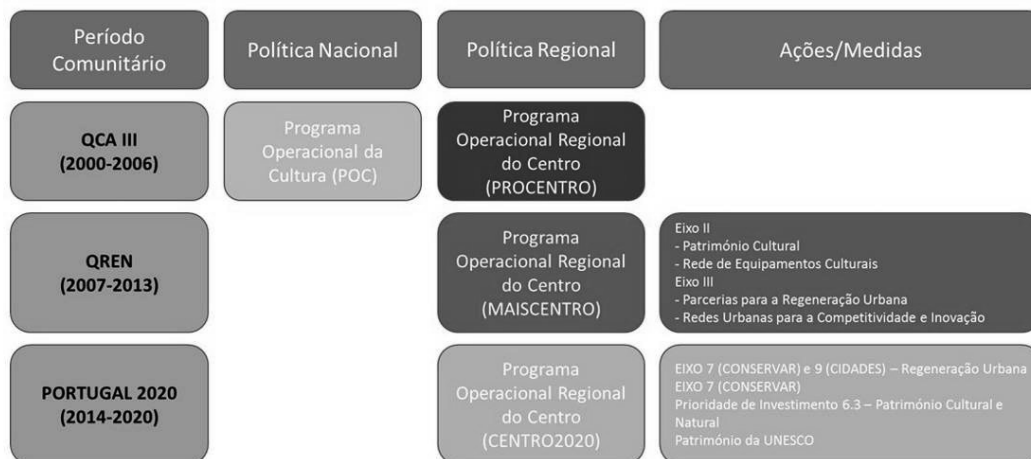 Período
Comunitário
Política Nacional
Política Regional
Ações/Medidas
QCA III
(2000-2006)
Programa
Operacional da
Cultura (POC)
Programa
Operacional Regional
do Centro
(PROCENTRO)
QREN
(2007-2013)
Programa
Operacional Regional
do Centro
(MAISCENTRO)
Eixo II
- Património Cultural
- Rede de Equipamentos Culturais
Eixo III
- Parcerias para a Regeneração Urbana
- Redes Urbanas para a Competitividade e Inovação
PORTUGAL 2020
(2014-2020)
Programa
Operacional Regional
do Centro
(CENTRO2020)
EIXO 7 (CONSERVAR) e 9 (CIDADES) – Regeneração Urbana
EIXO 7 (CONSERVAR)
Prioridade de Investimento 6.3 – Património Cultural e
Natural
Património da UNESCO